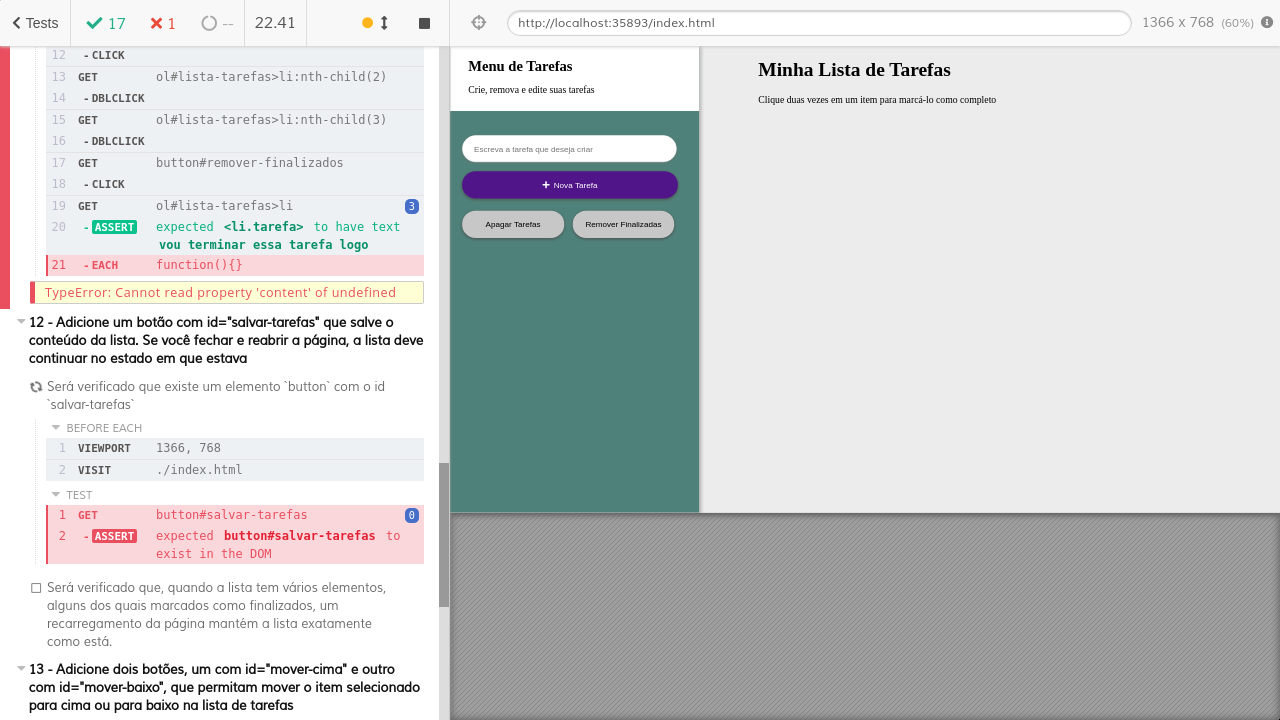 Tests
17
1
--
22.41
http://localhost:35893/index.html
1366 x 768 (60%)
12 - CLICK
13 GET ol#lista-tarefas>li:nth-child(2)
14 - DBLCLICK
15 GET ol#lista-tarefas>li:nth-child(3)
16 - DBLCLICK
17 GET button#remover-finalizados
18 - CLICK
19 GET ol#lista-tarefas>li 3
20 - ASSERT expected <li.tarefa> to have text
vou terminar essa tarefa logo
21 - EACH function(){}
TypeError: Cannot read property 'content' of undefined
12 - Adicione um botão com id="salvar-tarefas" que salve o
conteúdo da lista. Se você fechar e reabrir a página, a lista deve
continuar no estado em que estava
Será verificado que existe um elemento `button` com o id
`salvar-tarefas`
BEFORE EACH
1 VIEWPORT 1366, 768
2 VISIT ./index.html
TEST
1 GET button#salvar-tarefas 0
2 - ASSERT expected button#salvar-tarefas to
exist in the DOM
Será verificado que, quando a lista tem vários elementos,
alguns dos quais marcados como finalizados, um
recarregamento da página mantém a lista exatamente
como está.
13 - Adicione dois botões, um com id="mover-cima" e outro
com id="mover-baixo", que permitam mover o item selecionado
para cima ou para baixo na lista de tarefas
Menu de Tarefas
Crie, remova e edite suas tarefas
Escreva a tarefa que deseja criar
+ Nova Tarefa
Apagar Tarefas
Remover Finalizadas
Minha Lista de Tarefas
Clique duas vezes em um item para marcá-lo como completo